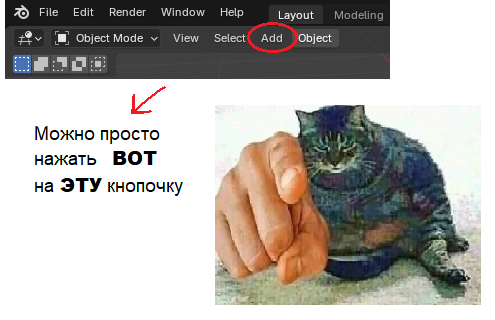 File Edit Render Window Help Layout Modeling
Object Mode View Select Add Object
Можно просто
нажать ВОТ
на ЭТУ кнопочку